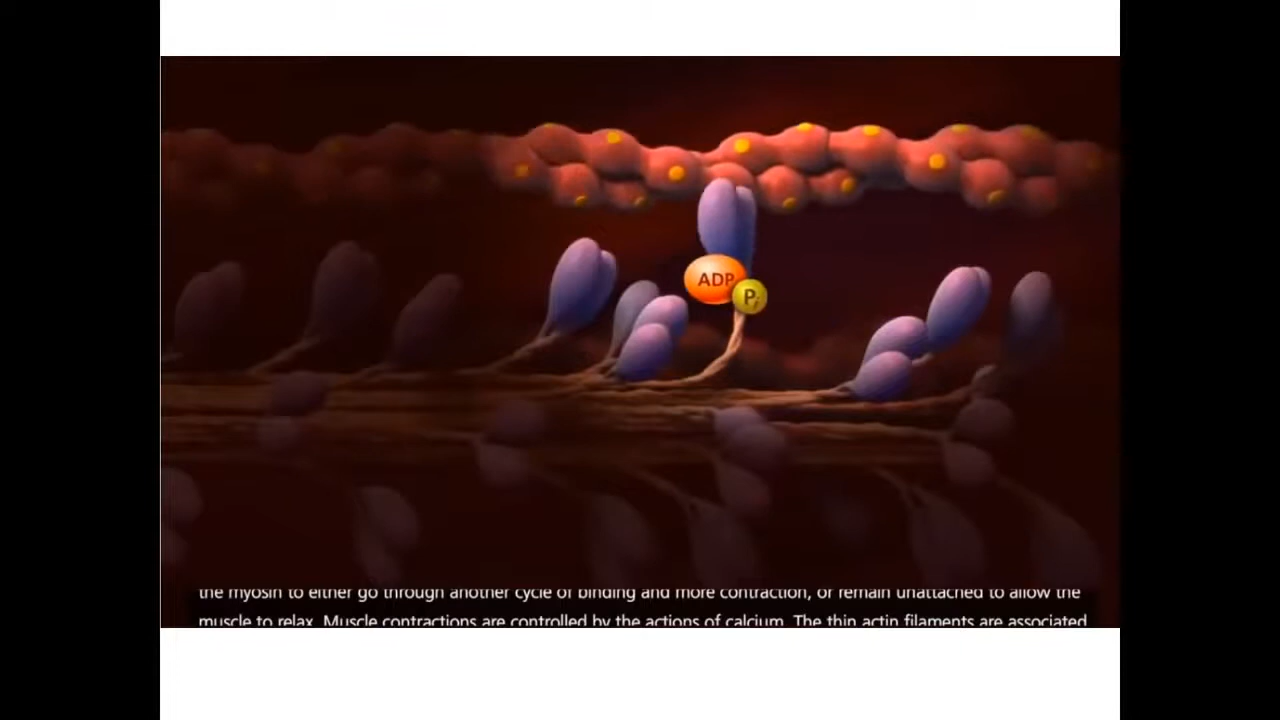 ADP
Pi
the myosin to either go through another cycle of binding and more contraction, or remain unattached to allow the
muscle to relax. Muscle contractions are controlled by the actions of calcium. The thin actin filaments are associated